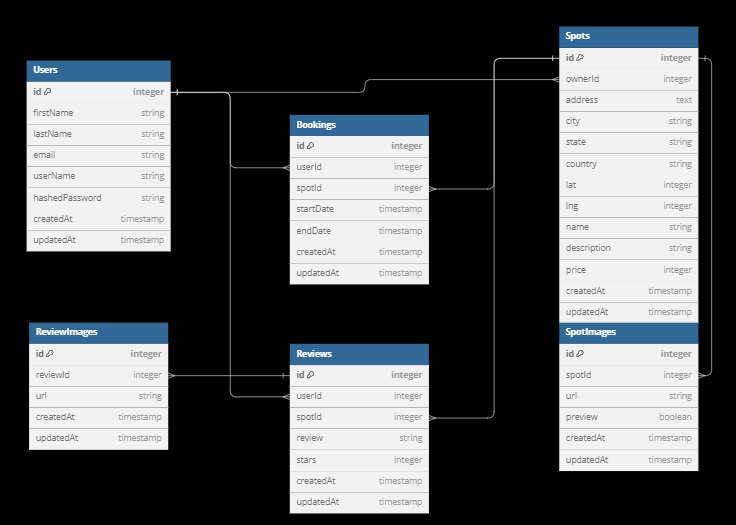 Users
id integer
firstName string
lastName string
email string
userName string
hashedPassword string
createdAt timestamp
updatedAt timestamp
Bookings
id integer
userId integer
spotId integer
startDate timestamp
endDate timestamp
createdAt timestamp
updatedAt timestamp
Spots
id integer
ownerId integer
address text
city string
state string
country string
lat integer
lng integer
name string
description string
price integer
createdAt timestamp
updatedAt timestamp
ReviewImages
id integer
reviewId integer
url string
createdAt timestamp
updatedAt timestamp
Reviews
id integer
userId integer
spotId integer
review string
stars integer
createdAt timestamp
updatedAt timestamp
SpotImages
id integer
spotId integer
url string
preview boolean
createdAt timestamp
updatedAt timestamp